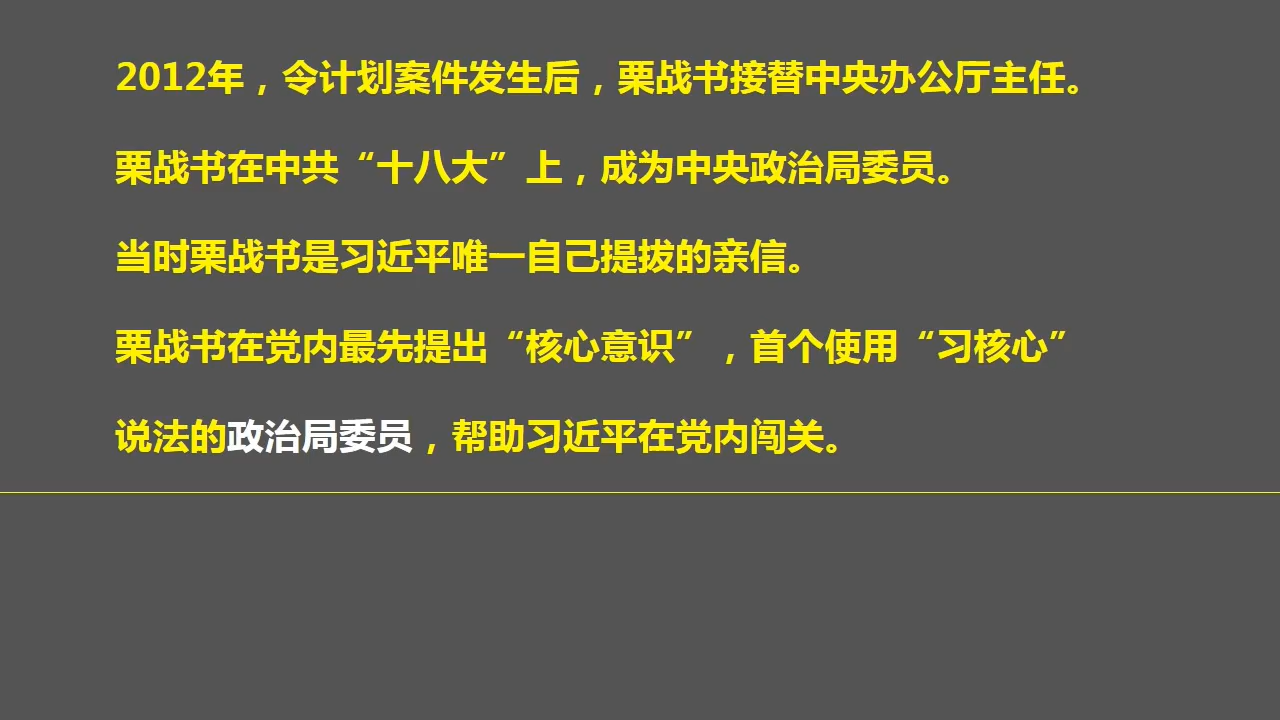 2012年，令计划案件发生后，栗战书接替中央办公厅主任。
栗战书在中共“十八大”上，成为中央政治局委员。
当时栗战书是习近平唯一自己提拔的亲信。
栗战书在党内最先提出“核心意识”，首个使用“习核心”
说法的政治局委员，帮助习近平在党内闯关。